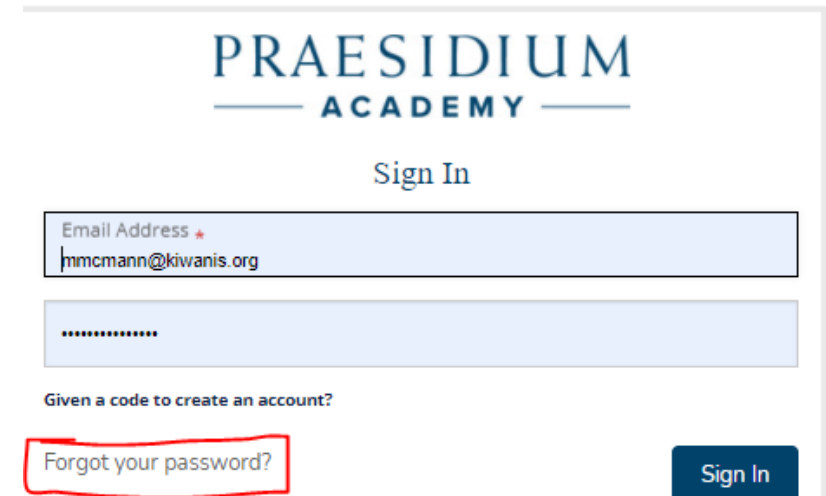 PRAESIDIUM
ACADEMY
Sign In
Email Address *
mmcmann@kiwanis.org
•••••••••••••••
Given a code to create an account?
Forgot your password?
Sign In